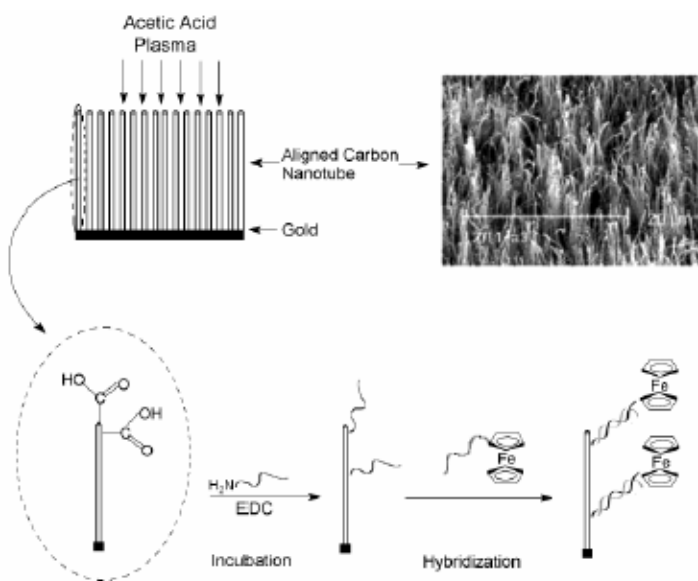 Acetic Acid
Plasma
Aligned Carbon
Nanotube
Gold
HO
C
O
OH
C
O
H₂N
EDC
Incubation
Fe
Hybridization
Fe
Fe